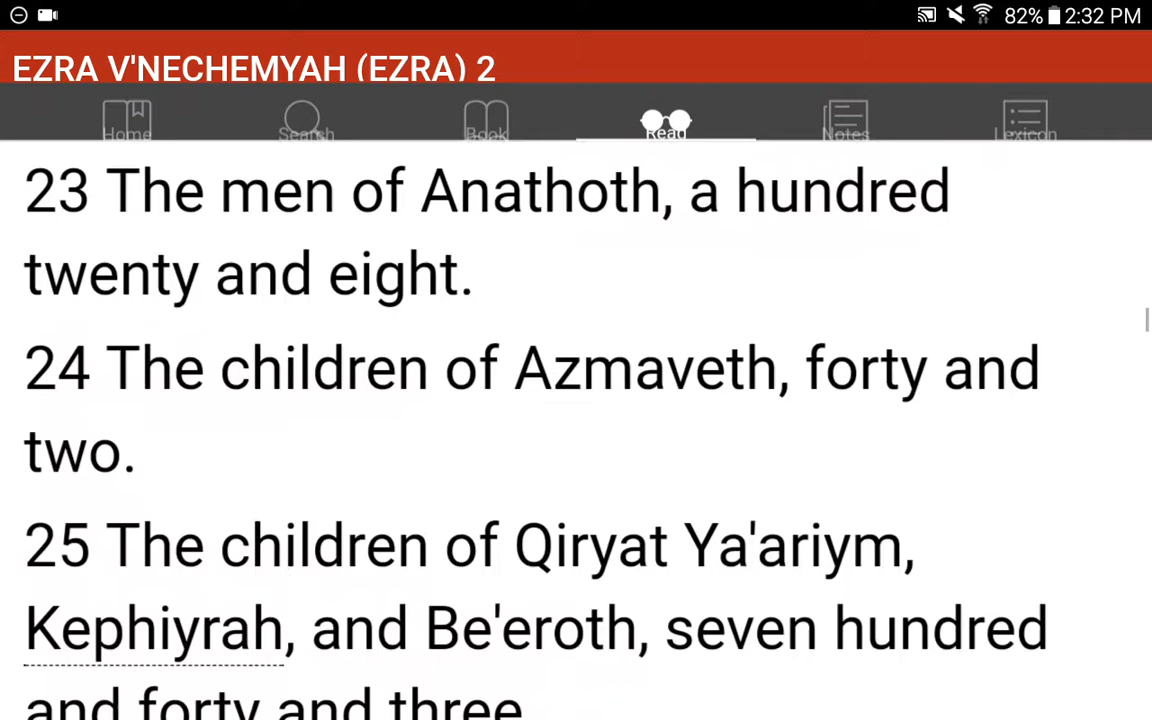 82% 2:32 PM
EZRA V'NECHEMYAH (EZRA) 2
Home Search Book Read Notes Lexicon
23 The men of Anathoth, a hundred
twenty and eight.
24 The children of Azmaveth, forty and
two.
25 The children of Qiryat Ya'ariym,
Kephiyrah, and Be'eroth, seven hundred
and forty and three